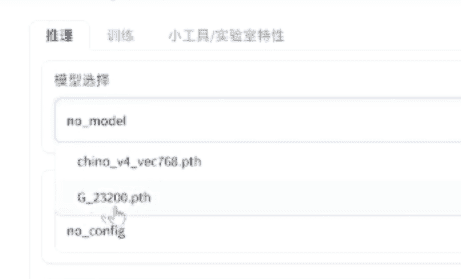 推理 训练 小工具/实验室特性
模型选择
no_model
chino_v4_vec768.pth
G_23200.pth
no_config